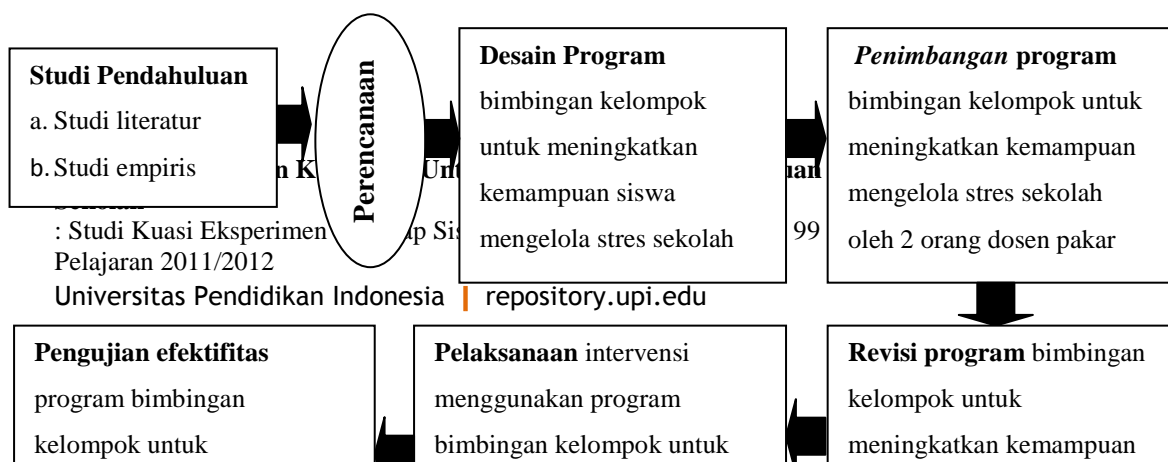 Studi Pendahuluan
a. Studi literatur
b. Studi empiris
Perencanaan
Desain Program
bimbingan kelompok
untuk meningkatkan
kemampuan siswa
mengelola stres sekolah
Penimbangan program
bimbingan kelompok untuk
meningkatkan kemampuan
mengelola stres sekolah
oleh 2 orang dosen pakar
: Studi Kuasi Eksperimen 99
Pelajaran 2011/2012
Universitas Pendidikan Indonesia | repository.upi.edu
Revisi program bimbingan
kelompok untuk
meningkatkan kemampuan
Pelaksanaan intervensi
menggunakan program
bimbingan kelompok untuk
Pengujian efektifitas
program bimbingan
kelompok untuk